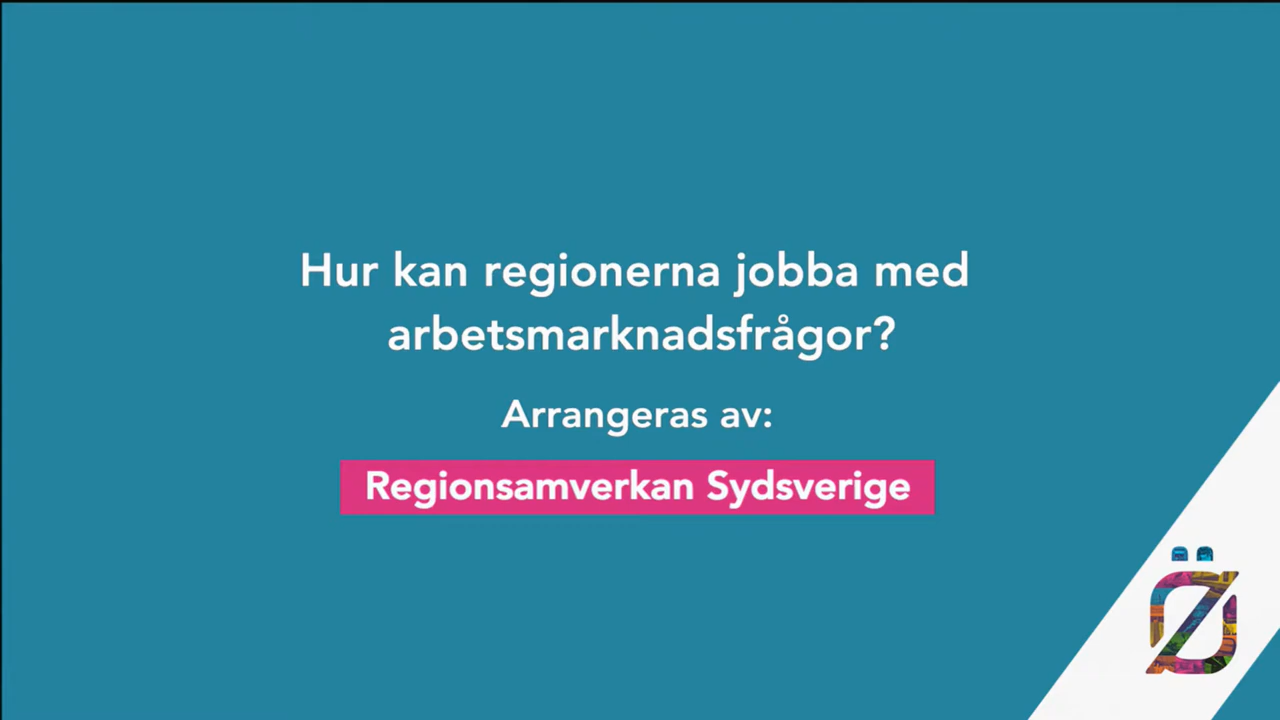 Hur kan regionerna jobba med
arbetsmarknadsfrågor?
Arrangeras av:
Regionsamverkan Sydsverige